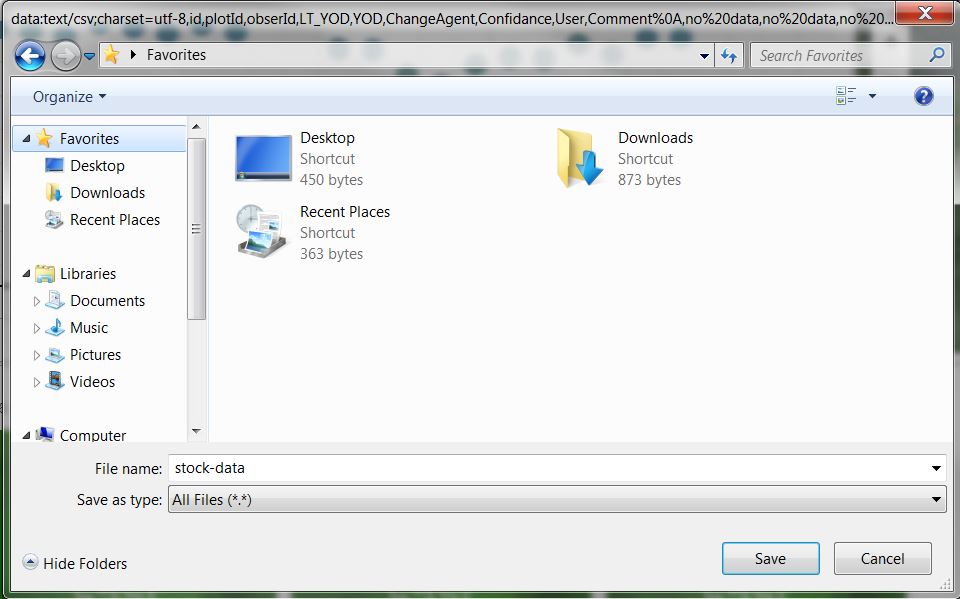 data:text/csv;charset=utf-8,id,plotId,obserId,LT_YOD,YOD,ChangeAgent,Confidance,User,Comment%0A,no%20data,no%20data,no%20...
Favorites
Search Favorites
Organize
Favorites
Desktop
Downloads
Recent Places
Libraries
Documents
Music
Pictures
Videos
Computer
Desktop
Shortcut
450 bytes
Downloads
Shortcut
873 bytes
Recent Places
Shortcut
363 bytes
File name: stock-data
Save as type: All Files (*.*)
Hide Folders
Save
Cancel